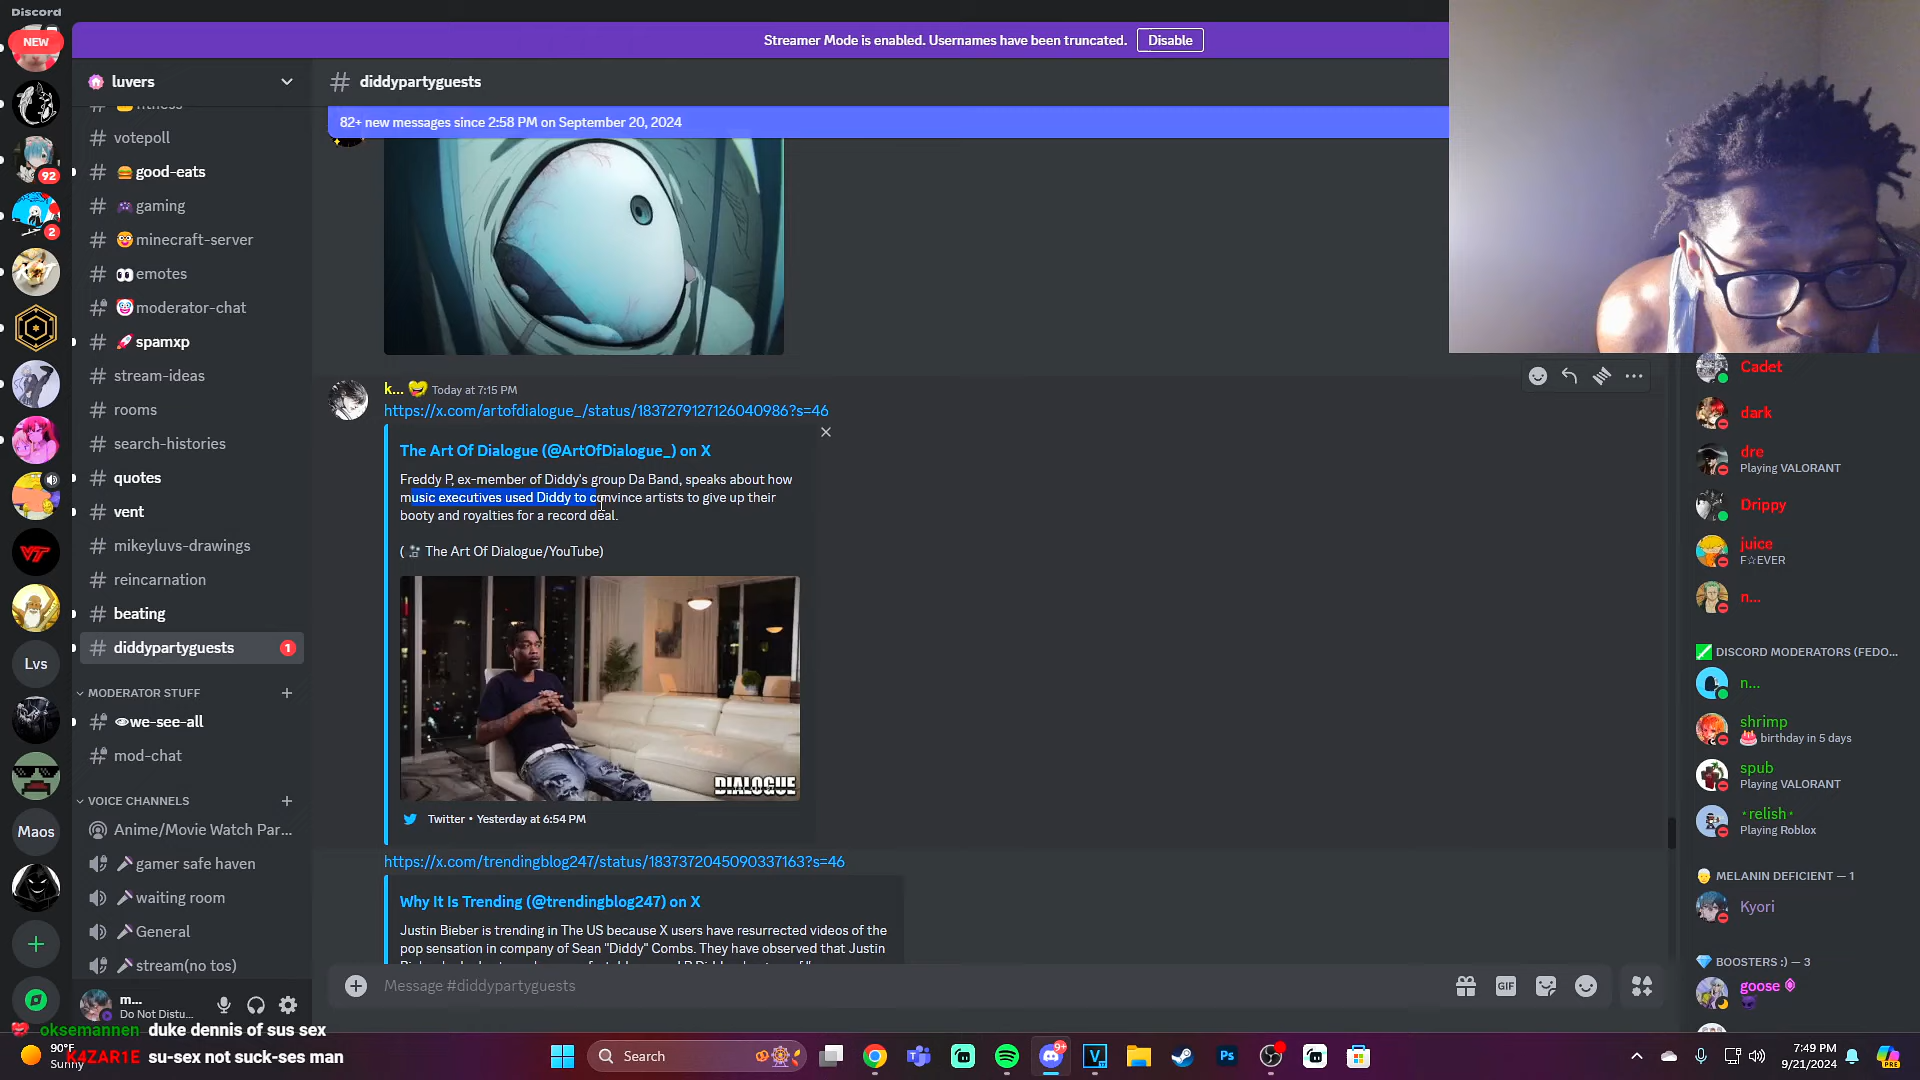 Discord
NEW
92
2
VT
Lvs
Maos
Streamer Mode is enabled. Usernames have been truncated.
Disable
luvers
diddypartyguests
82+ new messages since 2:58 PM on September 20, 2024
fitness
votepoll
good-eats
gaming
minecraft-server
emotes
moderator-chat
spamxp
stream-ideas
rooms
search-histories
quotes
vent
mikeyluvs-drawings
reincarnation
beating
diddypartyguests 1
MODERATOR STUFF
we-see-all
mod-chat
VOICE CHANNELS
Anime/Movie Watch Par...
gamer safe haven
waiting room
General
stream(no tos)
m...
Do Not Distu...
k... Today at 7:15 PM
https://x.com/artofdialogue_/status/1837279127126040986?s=46
The Art Of Dialogue (@ArtOfDialogue_) on X
Freddy P, ex-member of Diddy's group Da Band, speaks about how
music executives used Diddy to convince artists to give up their
booty and royalties for a record deal.
( The Art Of Dialogue/YouTube)
DIALOGUE
Twitter • Yesterday at 6:54 PM
https://x.com/trendingblog247/status/1837372045090337163?s=46
Why It Is Trending (@trendingblog247) on X
Justin Bieber is trending in The US because X users have resurrected videos of the
pop sensation in company of Sean "Diddy" Combs. They have observed that Justin
Message #diddypartyguests
GIF
Cadet
dark
dre
Playing VALORANT
Drippy
juice
F☆EVER
n...
DISCORD MODERATORS (FEDO...
n...
shrimp
birthday in 5 days
spub
Playing VALORANT
⋆relish⋆
Playing Roblox
MELANIN DEFICIENT — 1
Kyori
BOOSTERS :) — 3
goose
oksemannen duke dennis of sus sex
K4ZAR1E su-sex not suck-ses man
90°F
Sunny
Search
9+
V
Ps
7:49 PM
9/21/2024
PRE